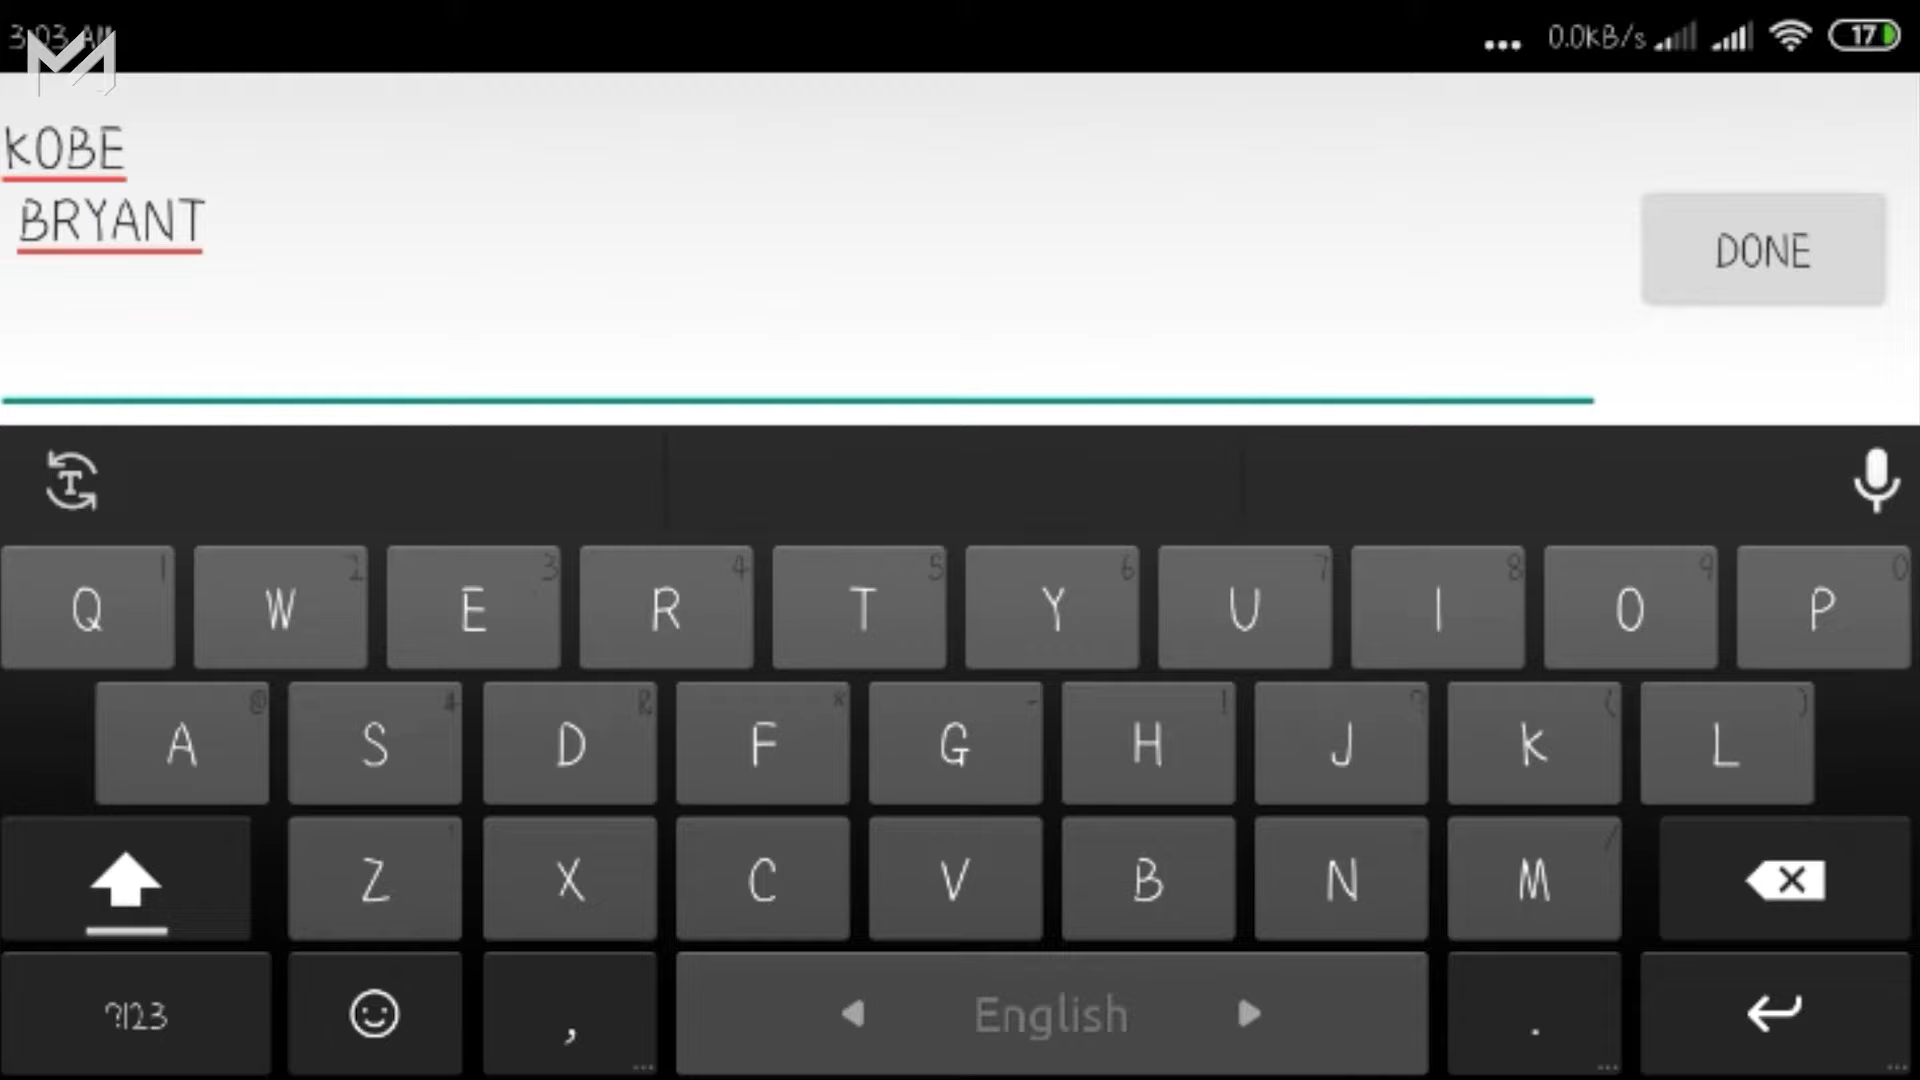 3:03 AM
... 0.0KB/s 17
KOBE
BRYANT
DONE
Q 1 W 2 E 3 R 4 T 5 Y 6 U 7 I 8 O 9 P 0
A @ S # D & F * G - H ! J ? K ( L )
Z X C V B N M /
?123 , English .